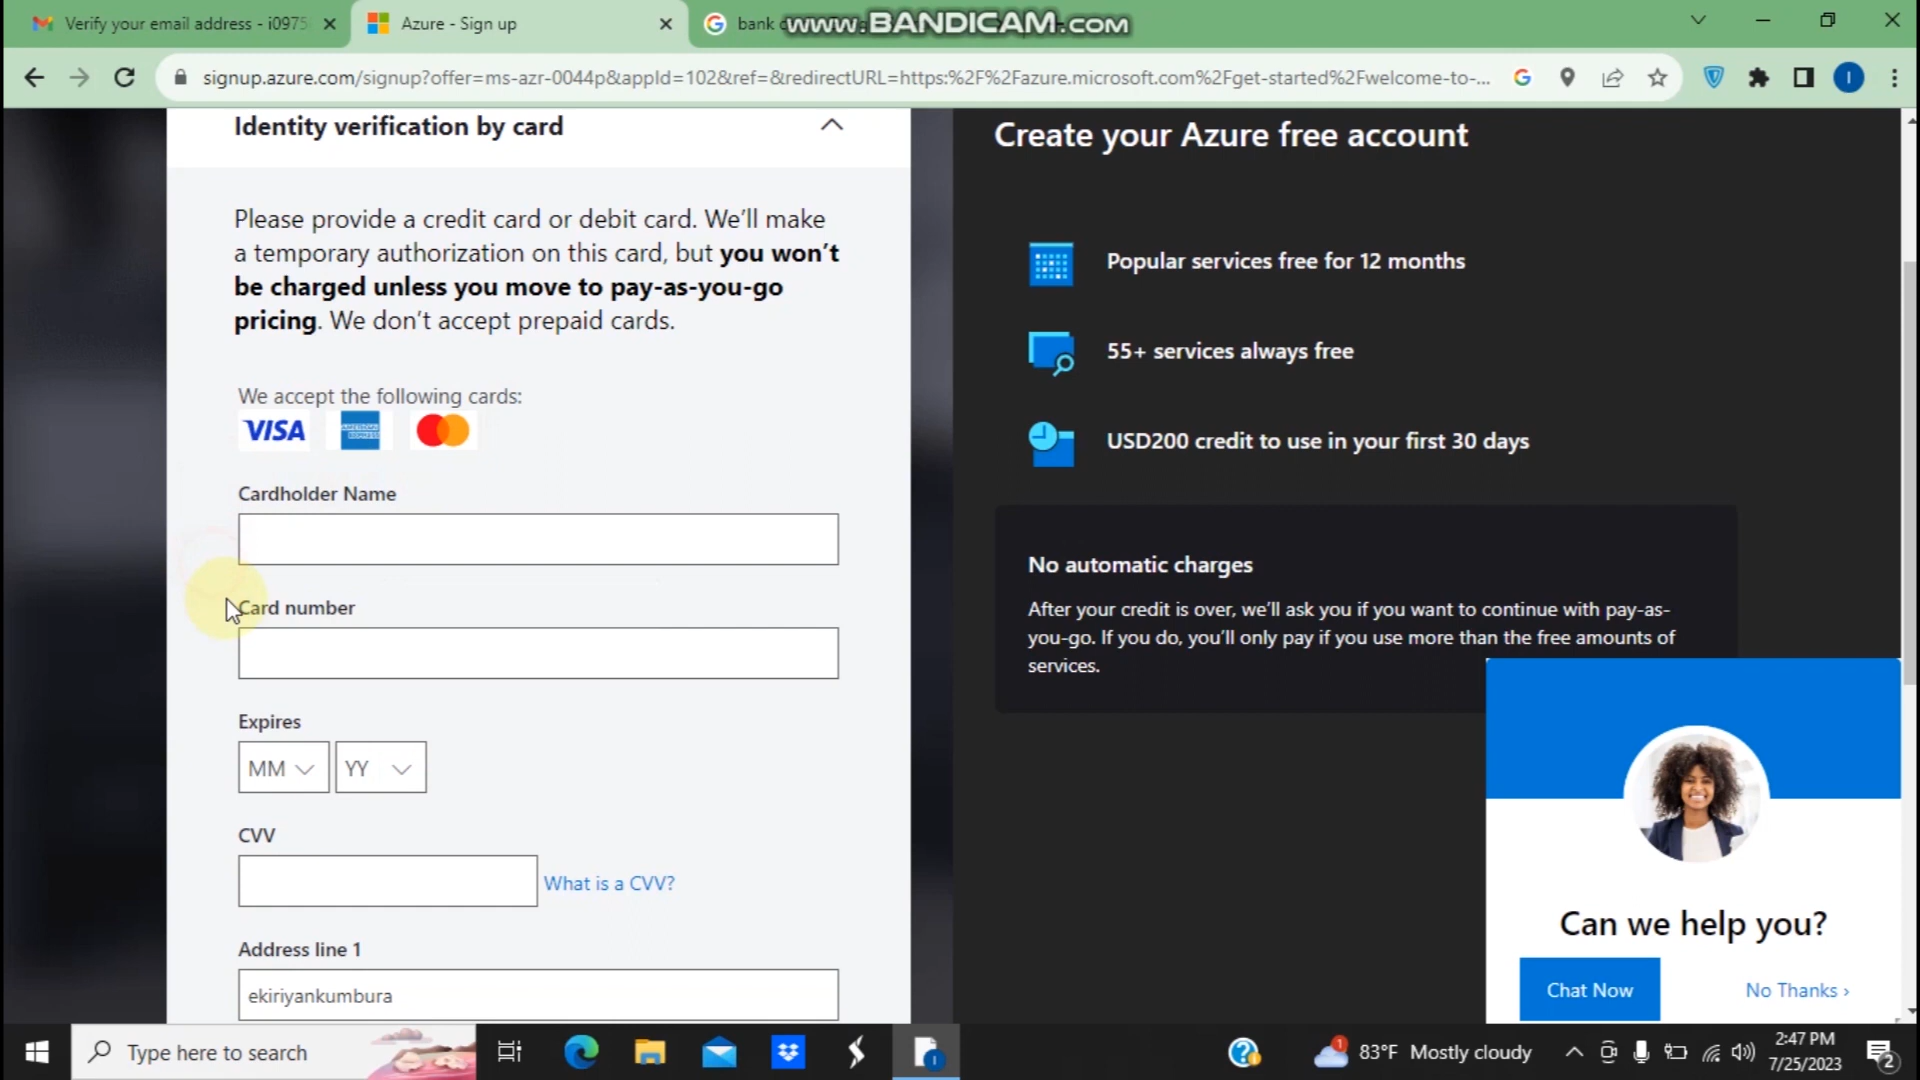 Verify your email address - i0975
Azure - Sign up
bank
www.BANDICAM.com
signup.azure.com/signup?offer=ms-azr-0044p&appId=102&ref=&redirectURL=https:%2F%2Fazure.microsoft.com%2Fget-started%2Fwelcome-to-...
I
Identity verification by card
Please provide a credit card or debit card. We'll make
a temporary authorization on this card, but you won't
be charged unless you move to pay-as-you-go
pricing. We don't accept prepaid cards.
We accept the following cards:
VISA
AMERICAN EXPRESS
Cardholder Name
Card number
Expires
MM
YY
CVV
What is a CVV?
Address line 1
ekiriyankumbura
Create your Azure free account
Popular services free for 12 months
55+ services always free
USD200 credit to use in your first 30 days
No automatic charges
After your credit is over, we'll ask you if you want to continue with pay-as-
you-go. If you do, you'll only pay if you use more than the free amounts of
services.
Can we help you?
Chat Now
No Thanks ›
Type here to search
1
83°F Mostly cloudy
2:47 PM
7/25/2023
2